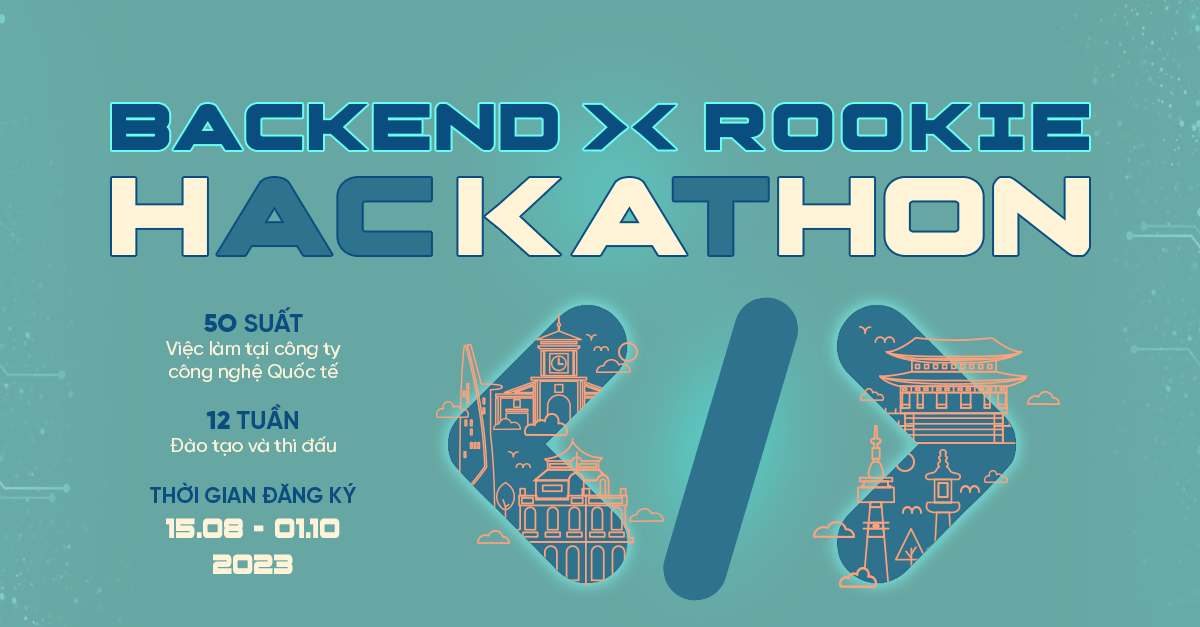 BACKEND X ROOKIE
HACKATHON
50 SUẤT
Việc làm tại công ty
công nghệ Quốc tế
12 TUẦN
Đào tạo và thi đấu
THỜI GIAN ĐĂNG KÝ
15.08 - 01.10
2023